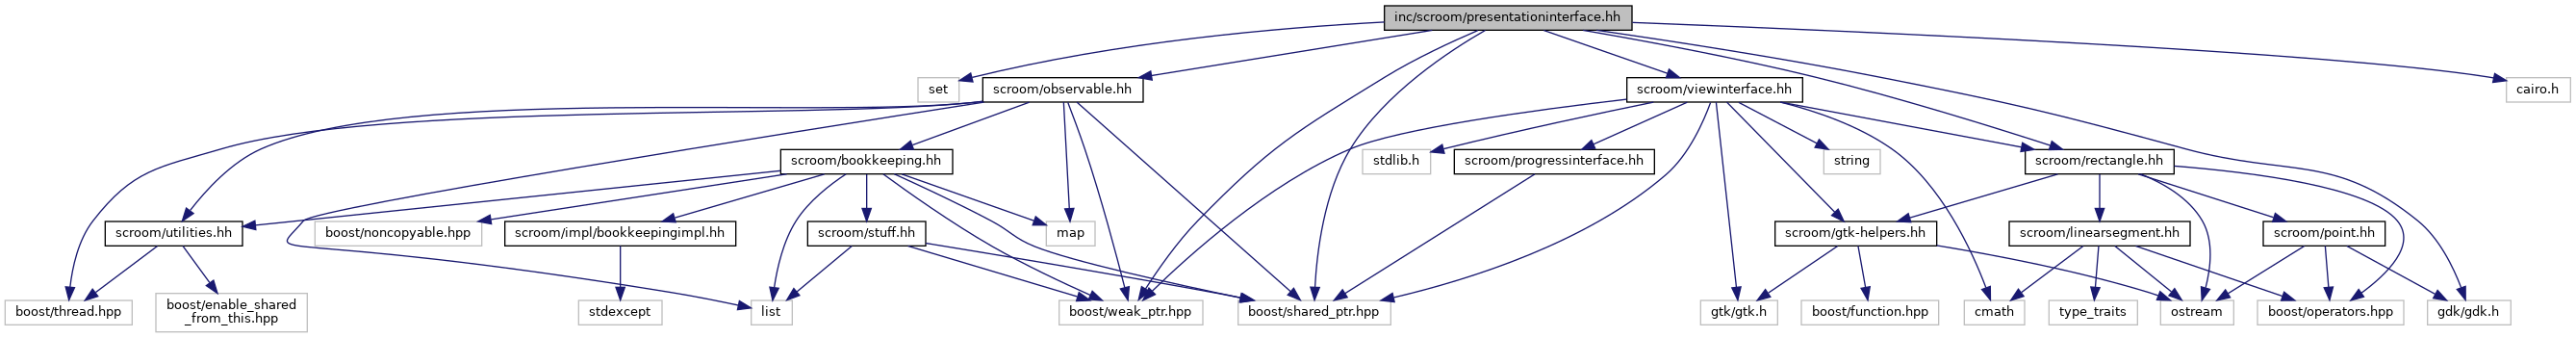 inc/scroom/presentationinterface.hh
set
scroom/observable.hh
scroom/viewinterface.hh
cairo.h
scroom/bookkeeping.hh
stdlib.h
scroom/progressinterface.hh
string
scroom/rectangle.hh
scroom/utilities.hh
boost/noncopyable.hpp
scroom/impl/bookkeepingimpl.hh
scroom/stuff.hh
map
scroom/gtk-helpers.hh
scroom/linearsegment.hh
scroom/point.hh
boost/thread.hpp
boost/enable_shared
_from_this.hpp
stdexcept
list
boost/weak_ptr.hpp
boost/shared_ptr.hpp
gtk/gtk.h
boost/function.hpp
cmath
type_traits
ostream
boost/operators.hpp
gdk/gdk.h